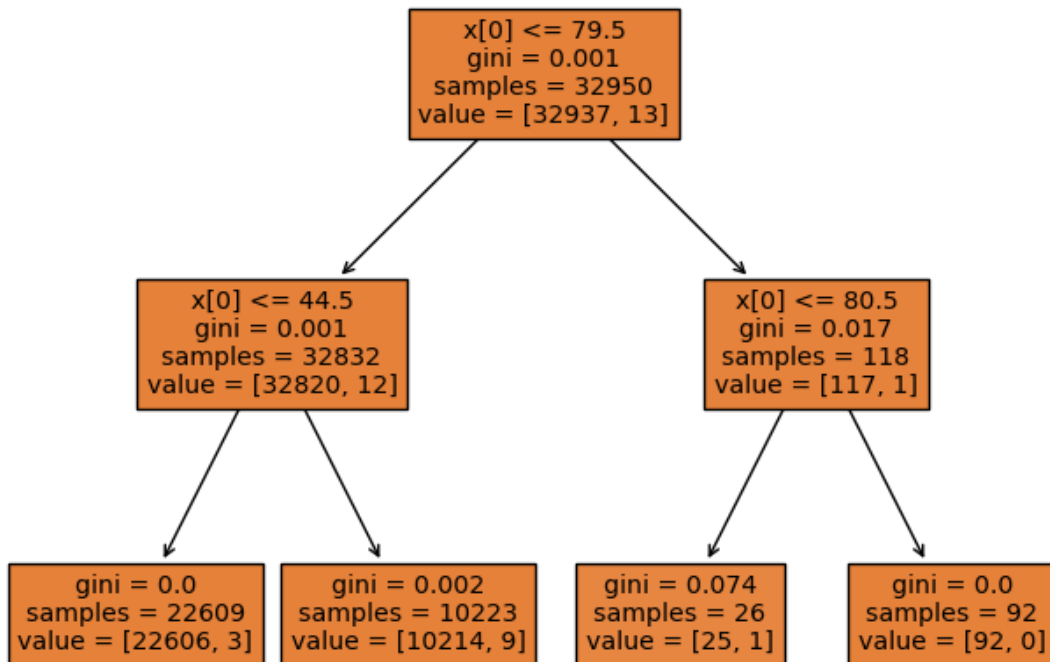 x[0] <= 79.5
gini = 0.001
samples = 32950
value = [32937, 13]
x[0] <= 44.5
gini = 0.001
samples = 32832
value = [32820, 12]
x[0] <= 80.5
gini = 0.017
samples = 118
value = [117, 1]
gini = 0.0
samples = 22609
value = [22606, 3]
gini = 0.002
samples = 10223
value = [10214, 9]
gini = 0.074
samples = 26
value = [25, 1]
gini = 0.0
samples = 92
value = [92, 0]